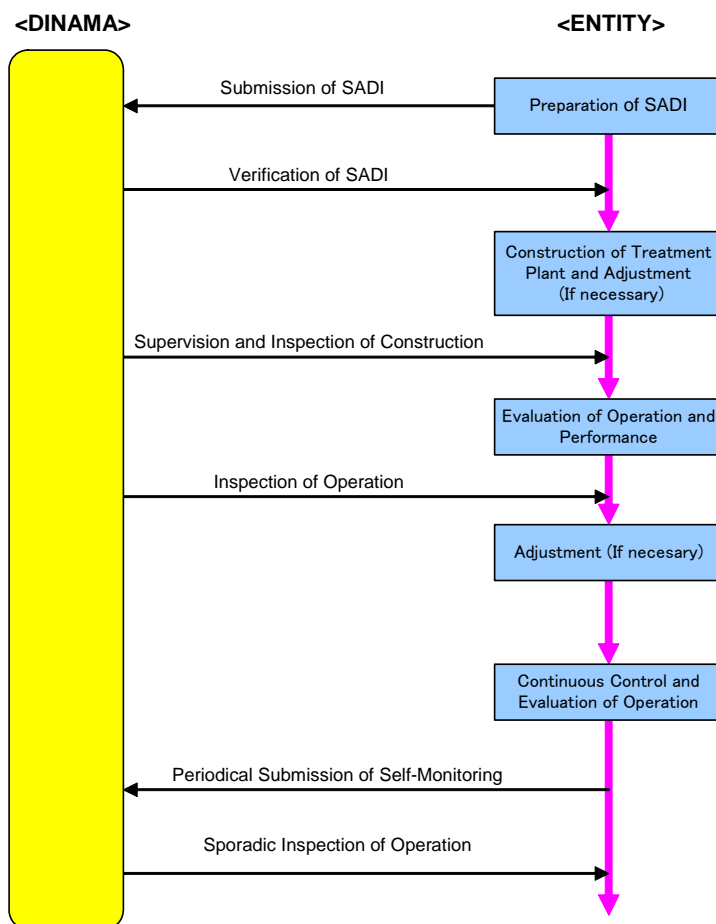 <DINAMA>
<ENTITY>
Submission of SADI
Preparation of SADI
Verification of SADI
Construction of Treatment
Plant and Adjustment
(If necessary)
Supervision and Inspection of Construction
Evaluation of Operation and
Performance
Inspection of Operation
Adjustment (If necesary)
Continuous Control and
Evaluation of Operation
Periodical Submission of Self-Monitoring
Sporadic Inspection of Operation